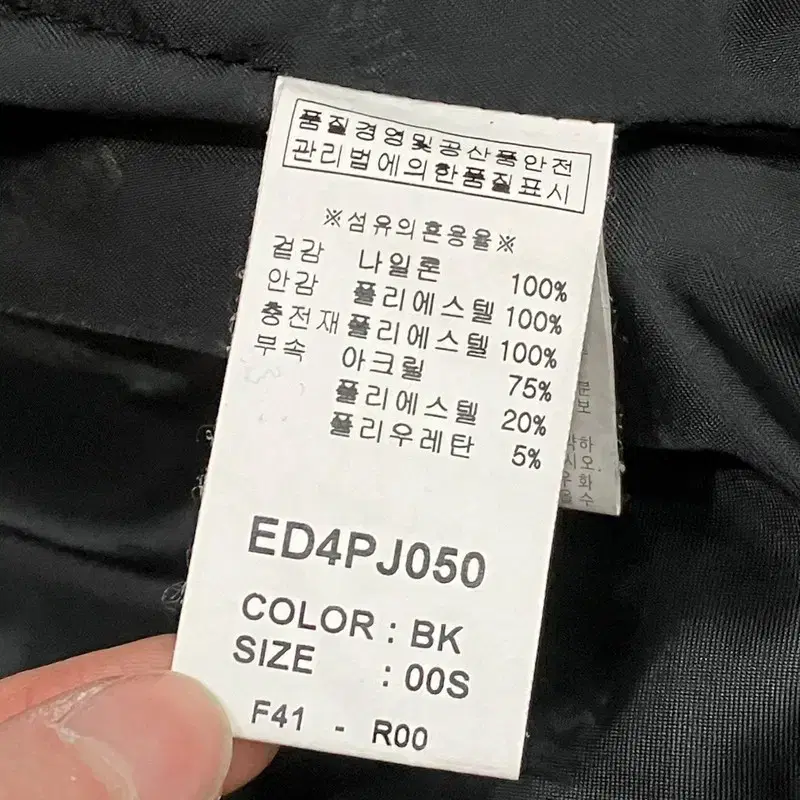 품질경영및공산품안전
관리법에의한품질표시
※섬유의혼용율※
겉감 나일론 100%
안감 폴리에스텔 100%
충전재 폴리에스텔 100%
부속 아크릴 75%
폴리에스텔 20%
폴리우레탄 5%
ED4PJ050
COLOR : BK
SIZE : 00S
F41 - R00